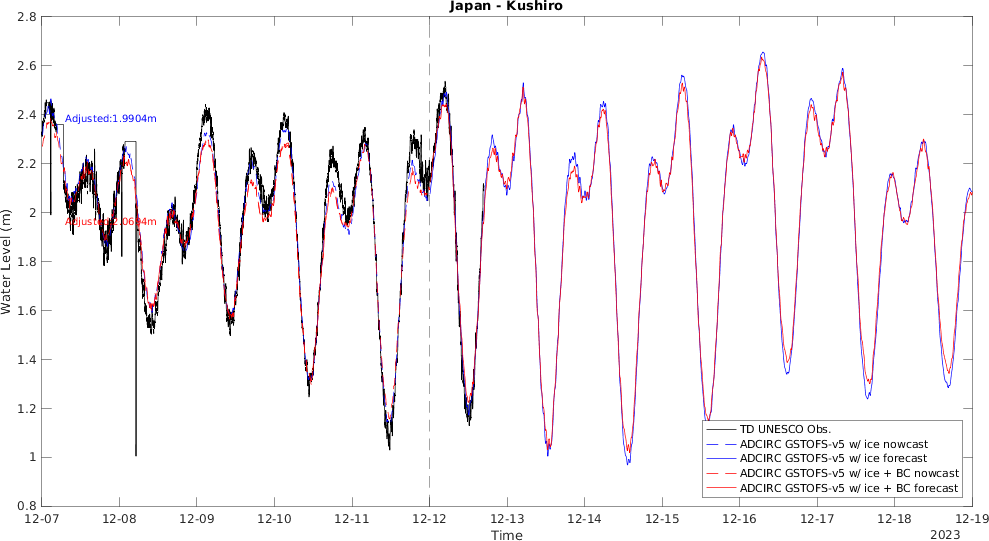 Japan - Kushiro
2.8
2.6
2.4
2.2
2
1.8
1.6
1.4
1.2
1
0.8
Water Level (m)
Adjusted:1.9904m
TD UNESCO Obs.
ADCIRC GSTOFS-v5 w/ ice nowcast
ADCIRC GSTOFS-v5 w/ ice forecast
ADCIRC GSTOFS-v5 w/ ice + BC nowcast
ADCIRC GSTOFS-v5 w/ ice + BC forecast
12-07 12-08 12-09 12-10 12-11 12-12 12-13 12-14 12-15 12-16 12-17 12-18 12-19
Time
2023